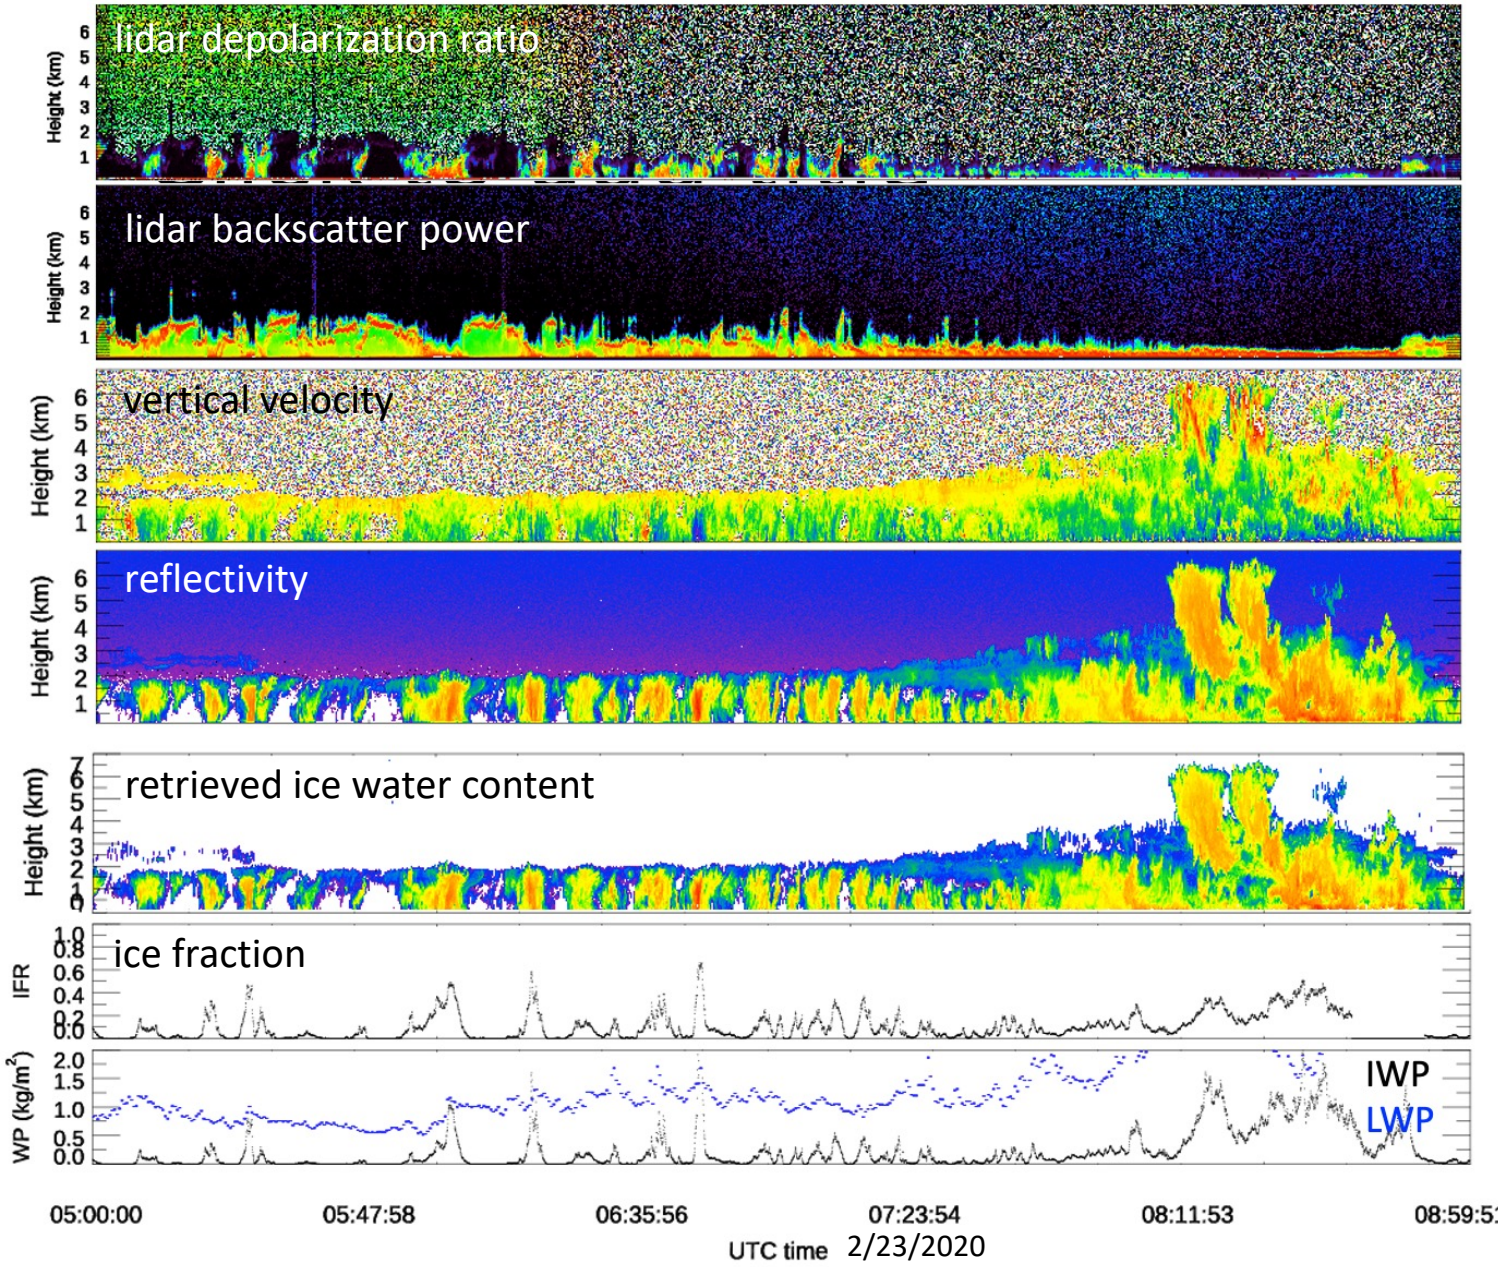 lidar depolarization ratio
Height (km)
6
5
4
3
2
1
lidar backscatter power
Height (km)
6
5
4
3
2
1
vertical velocity
Height (km)
6
5
4
3
2
1
reflectivity
Height (km)
6
5
4
3
2
1
retrieved ice water content
Height (km)
7
6
5
4
3
2
1
0
ice fraction
IFR
1.0
0.8
0.6
0.4
0.2
0.0
WP (kg/m²)
2.0
1.5
1.0
0.5
0.0
IWP
LWP
05:00:00 05:47:58 06:35:56 07:23:54 08:11:53 08:59:51
UTC time 2/23/2020